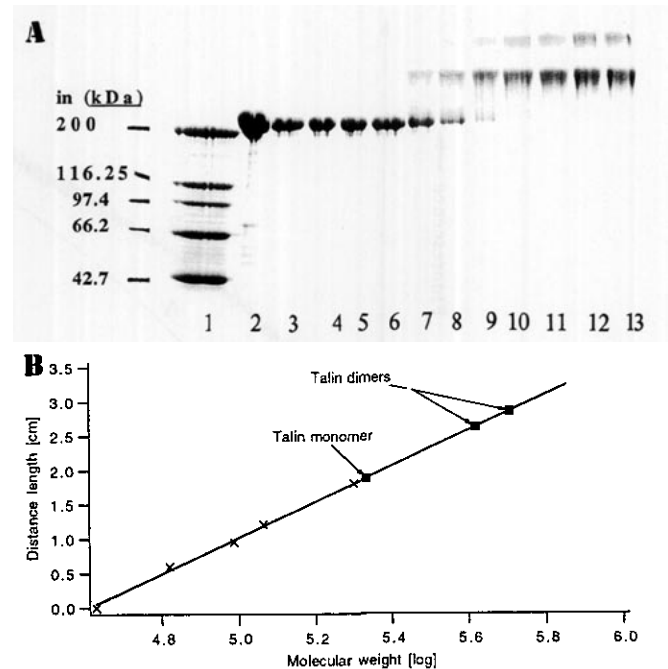 A
in (kDa)
200
116.25
97.4
66.2
42.7
1 2 3 4 5 6 7 8 9 10 11 12 13
B
3.5
3.0
2.5
2.0
1.5
1.0
0.5
0.0
Distance length [cm]
Talin dimers
Talin monomer
4.8 5.0 5.2 5.4 5.6 5.8 6.0
Molecular weight [log]